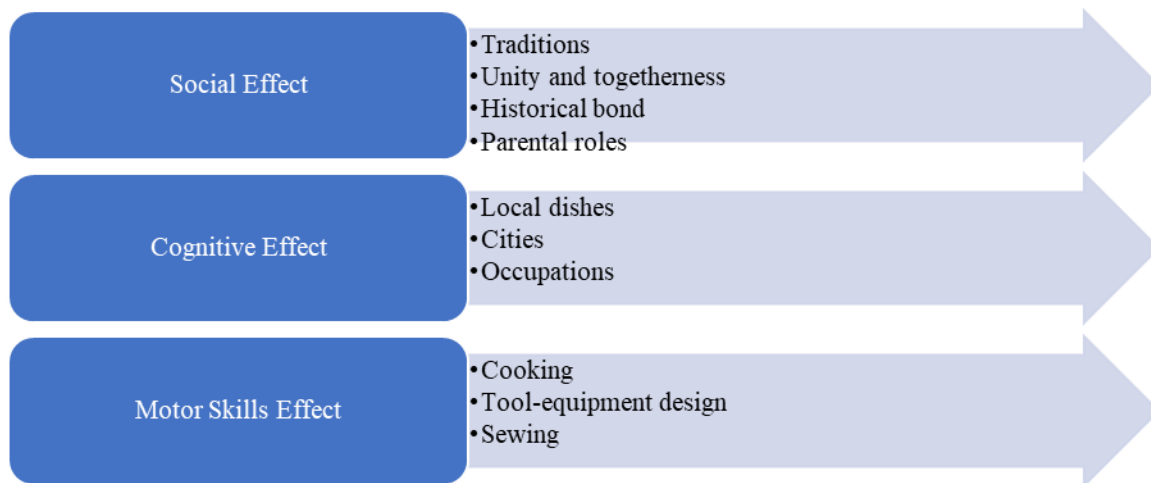 Social Effect
•Traditions
•Unity and togetherness
•Historical bond
•Parental roles
Cognitive Effect
•Local dishes
•Cities
•Occupations
Motor Skills Effect
•Cooking
•Tool-equipment design
•Sewing